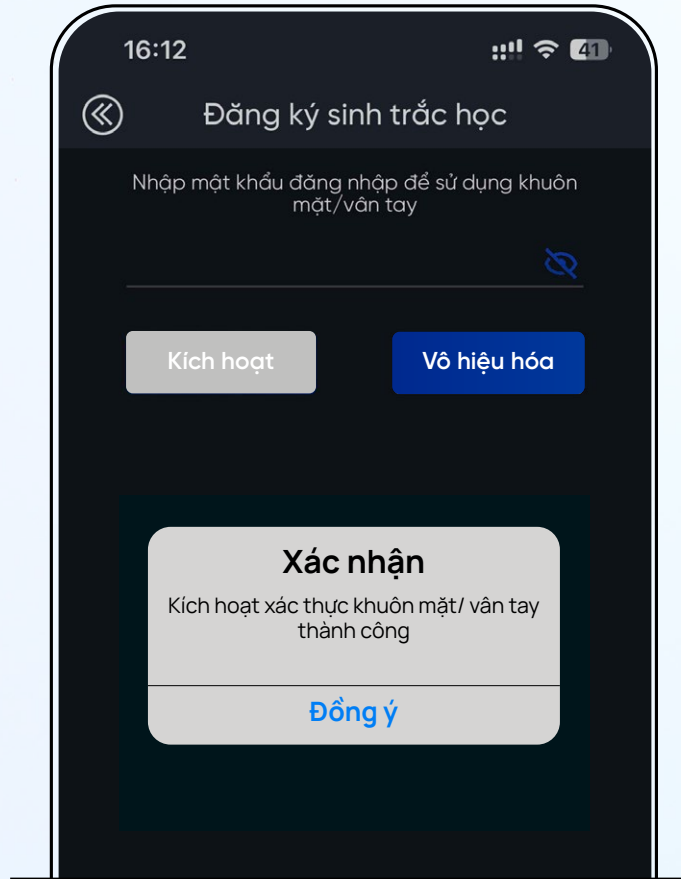 16:12
41
Đăng ký sinh trắc học
Nhập mật khẩu đăng nhập để sử dụng khuôn
mặt/vân tay
Kích hoạt
Vô hiệu hóa
Xác nhận
Kích hoạt xác thực khuôn mặt/ vân tay
thành công
Đồng ý